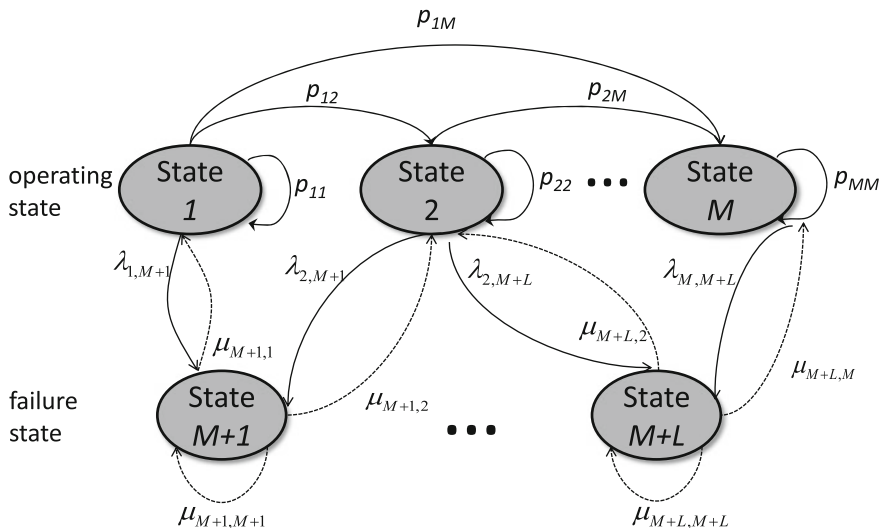 p1M
p12
p2M
operating
state
State
1
p11
State
2
p22
...
State
M
pMM
λ1,M+1
λ2,M+1
λ2,M+L
λM,M+L
μM+1,1
μM+L,2
μM+L,M
μM+1,2
failure
state
State
M+1
...
State
M+L
μM+1,M+1
μM+L,M+L